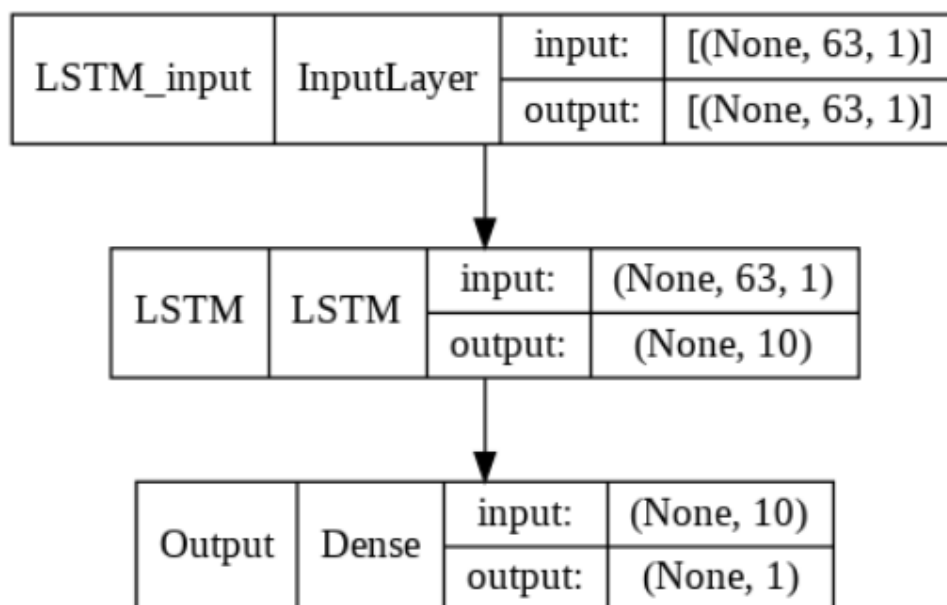 LSTM_input InputLayer input: [(None, 63, 1)]
output: [(None, 63, 1)]
LSTM LSTM input: (None, 63, 1)
output: (None, 10)
Output Dense input: (None, 10)
output: (None, 1)